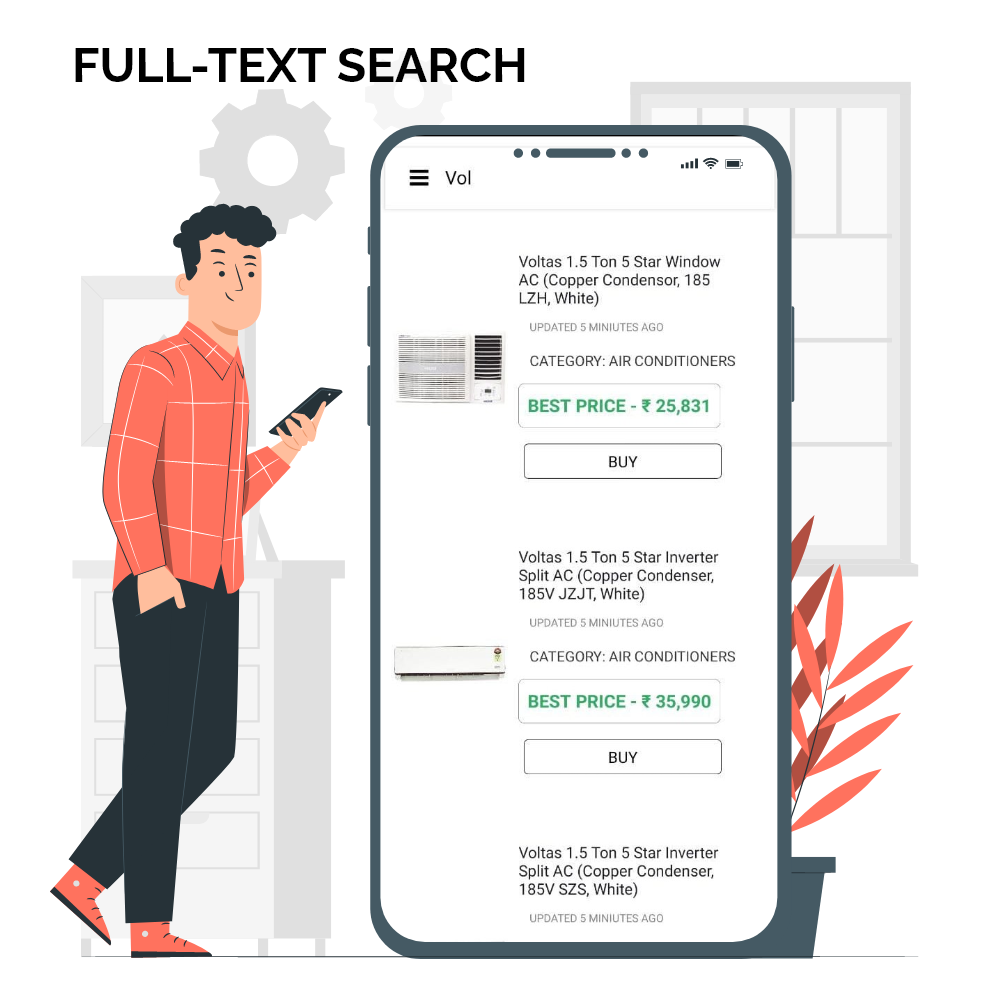 FULL-TEXT SEARCH
Vol
Voltas 1.5 Ton 5 Star Window
AC (Copper Condensor, 185
LZH, White)
UPDATED 5 MINIUTES AGO
CATEGORY: AIR CONDITIONERS
BEST PRICE - ₹ 25,831
BUY
Voltas 1.5 Ton 5 Star Inverter
Split AC (Copper Condenser,
185V JZJT, White)
UPDATED 5 MINIUTES AGO
CATEGORY: AIR CONDITIONERS
BEST PRICE - ₹ 35,990
BUY
Voltas 1.5 Ton 5 Star Inverter
Split AC (Copper Condenser,
185V SZS, White)
UPDATED 5 MINIUTES AGO